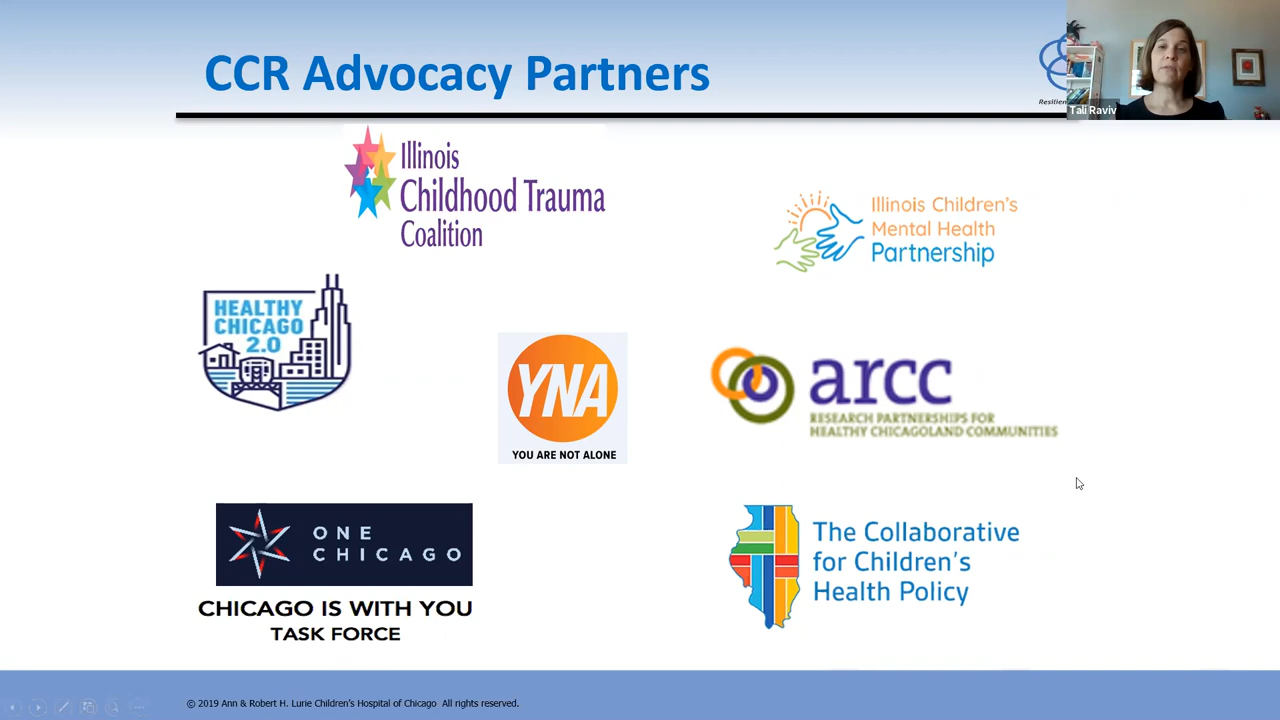 CCR Advocacy Partners
Tali Raviv
Illinois
Childhood Trauma
Coalition
Illinois Children's
Mental Health
Partnership
HEALTHY
CHICAGO
2.0
YNA
YOU ARE NOT ALONE
arcc
RESEARCH PARTNERSHIPS FOR
HEALTHY CHICAGOLAND COMMUNITIES
ONE
CHICAGO
CHICAGO IS WITH YOU
TASK FORCE
The Collaborative
for Children's
Health Policy
© 2019 Ann & Robert H. Lurie Children's Hospital of Chicago All rights reserved.